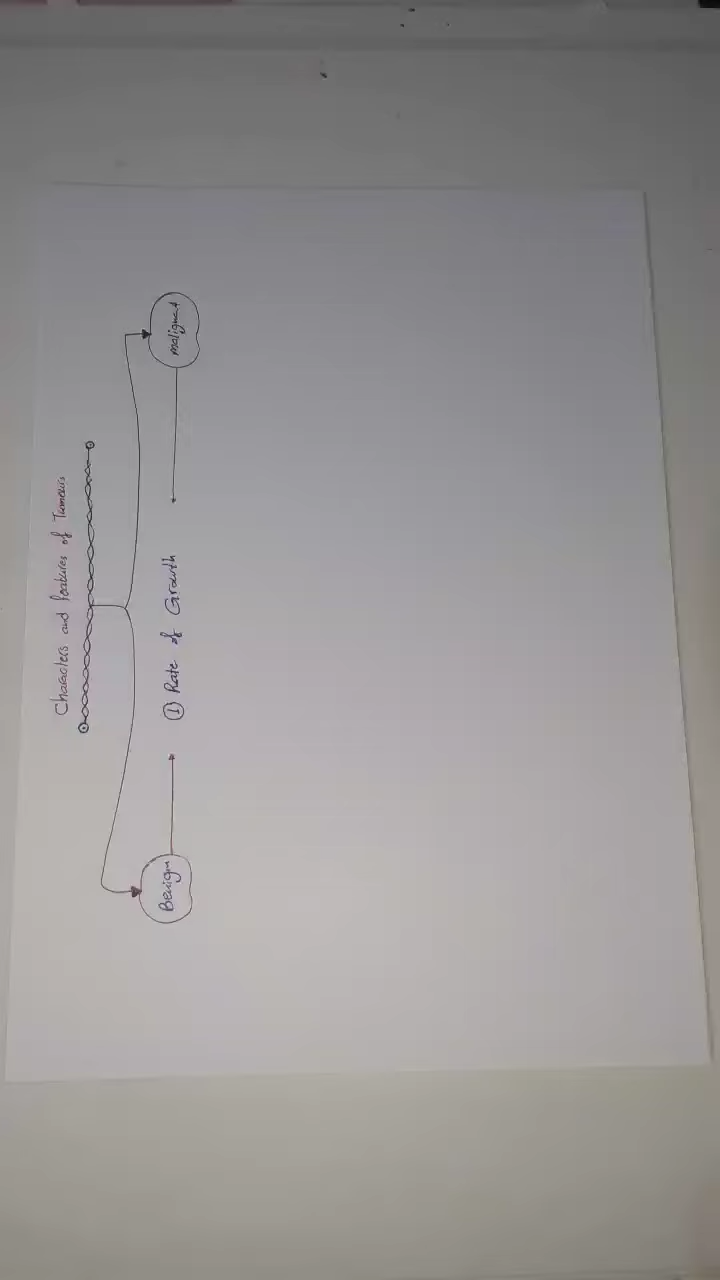 Characters and features of Tumours
Benign
① Rate of Growth
malignant